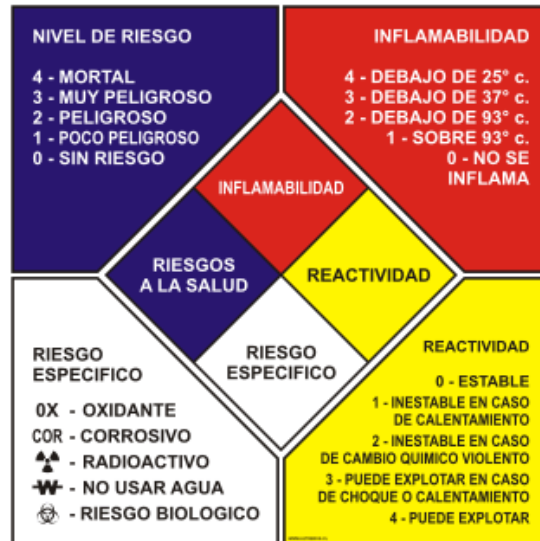 NIVEL DE RIESGO
4 - MORTAL
3 - MUY PELIGROSO
2 - PELIGROSO
1 - POCO PELIGROSO
0 - SIN RIESGO
INFLAMABILIDAD
4 - DEBAJO DE 25° c.
3 - DEBAJO DE 37° c.
2 - DEBAJO DE 93° c.
1 - SOBRE 93° c.
0 - NO SE
INFLAMA
INFLAMABILIDAD
RIESGOS
A LA SALUD
REACTIVIDAD
RIESGO
ESPECIFICO
RIESGO
ESPECIFICO
0X - OXIDANTE
COR - CORROSIVO
- RADIOACTIVO
W - NO USAR AGUA
- RIESGO BIOLOGICO
REACTIVIDAD
0 - ESTABLE
1 - INESTABLE EN CASO
DE CALENTAMIENTO
2 - INESTABLE EN CASO
DE CAMBIO QUIMICO VIOLENTO
3 - PUEDE EXPLOTAR EN CASO
DE CHOQUE O CALENTAMIENTO
4 - PUEDE EXPLOTAR